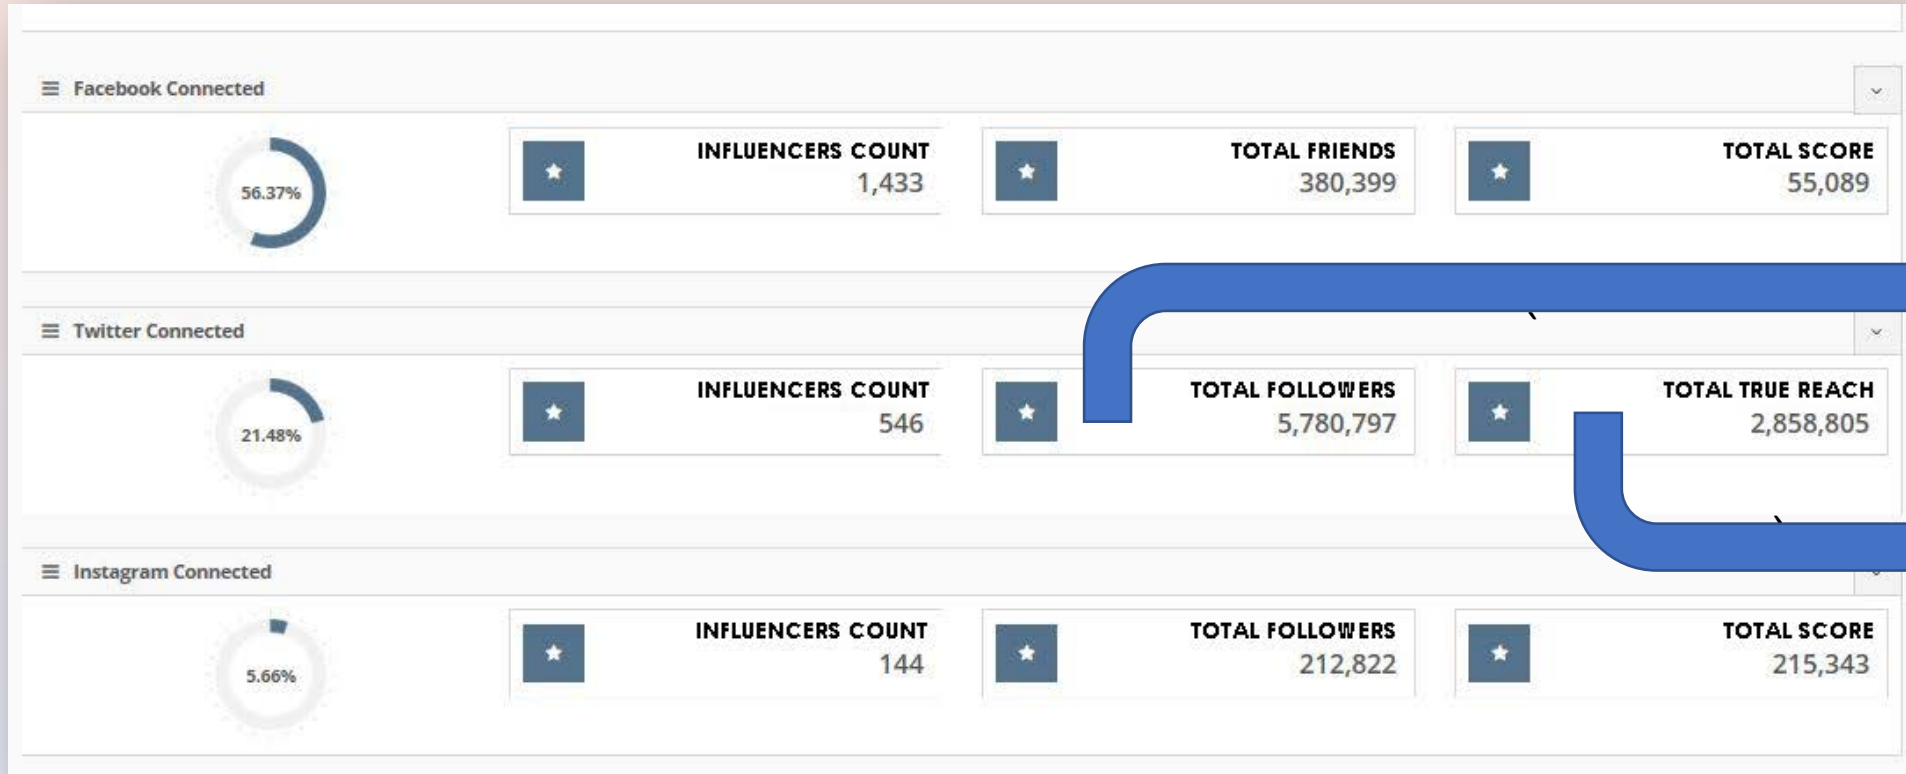 Facebook Connected
56.37%
INFLUENCERS COUNT
1,433
TOTAL FRIENDS
380,399
TOTAL SCORE
55,089
Twitter Connected
21.48%
INFLUENCERS COUNT
546
TOTAL FOLLOWERS
5,780,797
TOTAL TRUE REACH
2,858,805
Instagram Connected
5.66%
INFLUENCERS COUNT
144
TOTAL FOLLOWERS
212,822
TOTAL SCORE
215,343